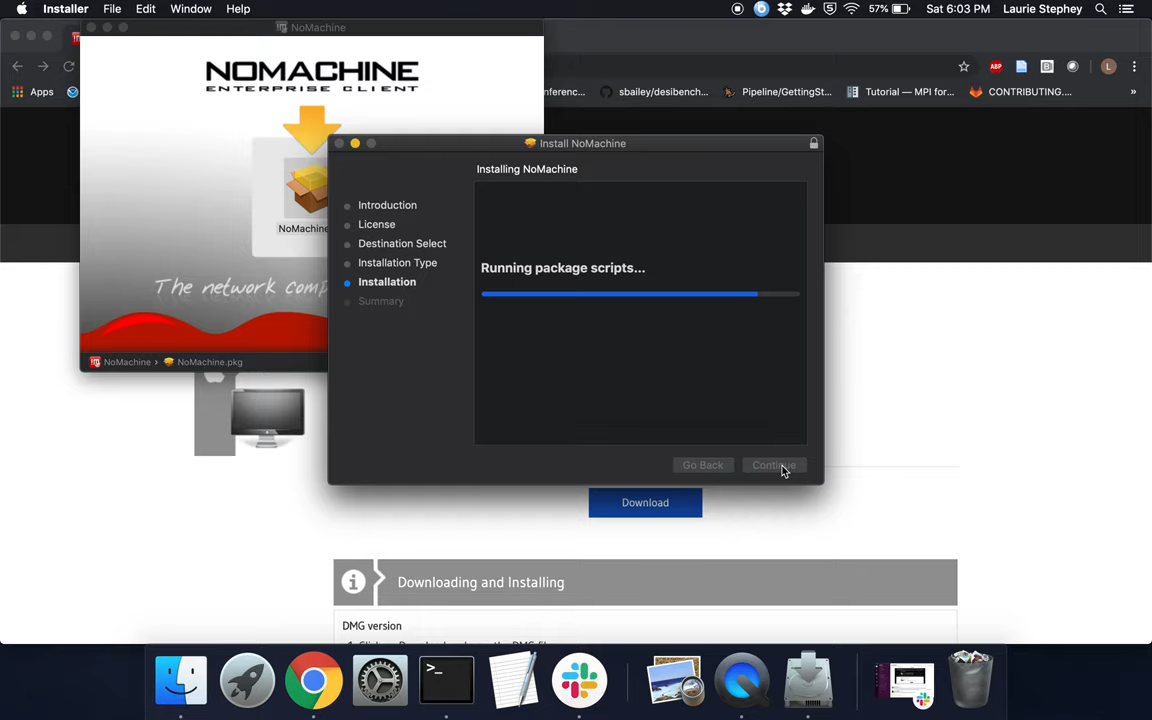 Installer File Edit Window Help 57% Sat 6:03 PM Laurie Stephey
NoMachine
Apps
nferenc... sbailey/desibench... Pipeline/GettingSt... Tutorial — MPI for... CONTRIBUTING.... »
NOMACHINE
ENTERPRISE CLIENT
NoMachine
The network comp
NoMachine › NoMachine.pkg
Install NoMachine
Installing NoMachine
Introduction
License
Destination Select
Installation Type
Installation
Summary
Running package scripts...
Go Back Continue
Download
Downloading and Installing
DMG version